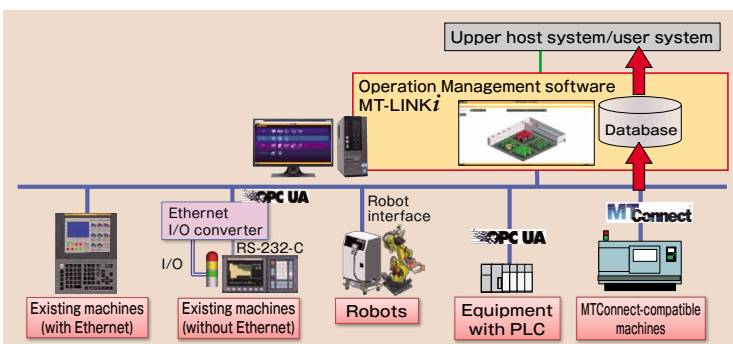 Upper host system/user system
Operation Management software
MT-LINKi
Database
OPC UA
Ethernet
I/O converter
RS-232-C
I/O
Robot
interface
OPC UA
MTConnect
Existing machines
(with Ethernet)
Existing machines
(without Ethernet)
Robots
Equipment
with PLC
MTConnect-compatible
machines